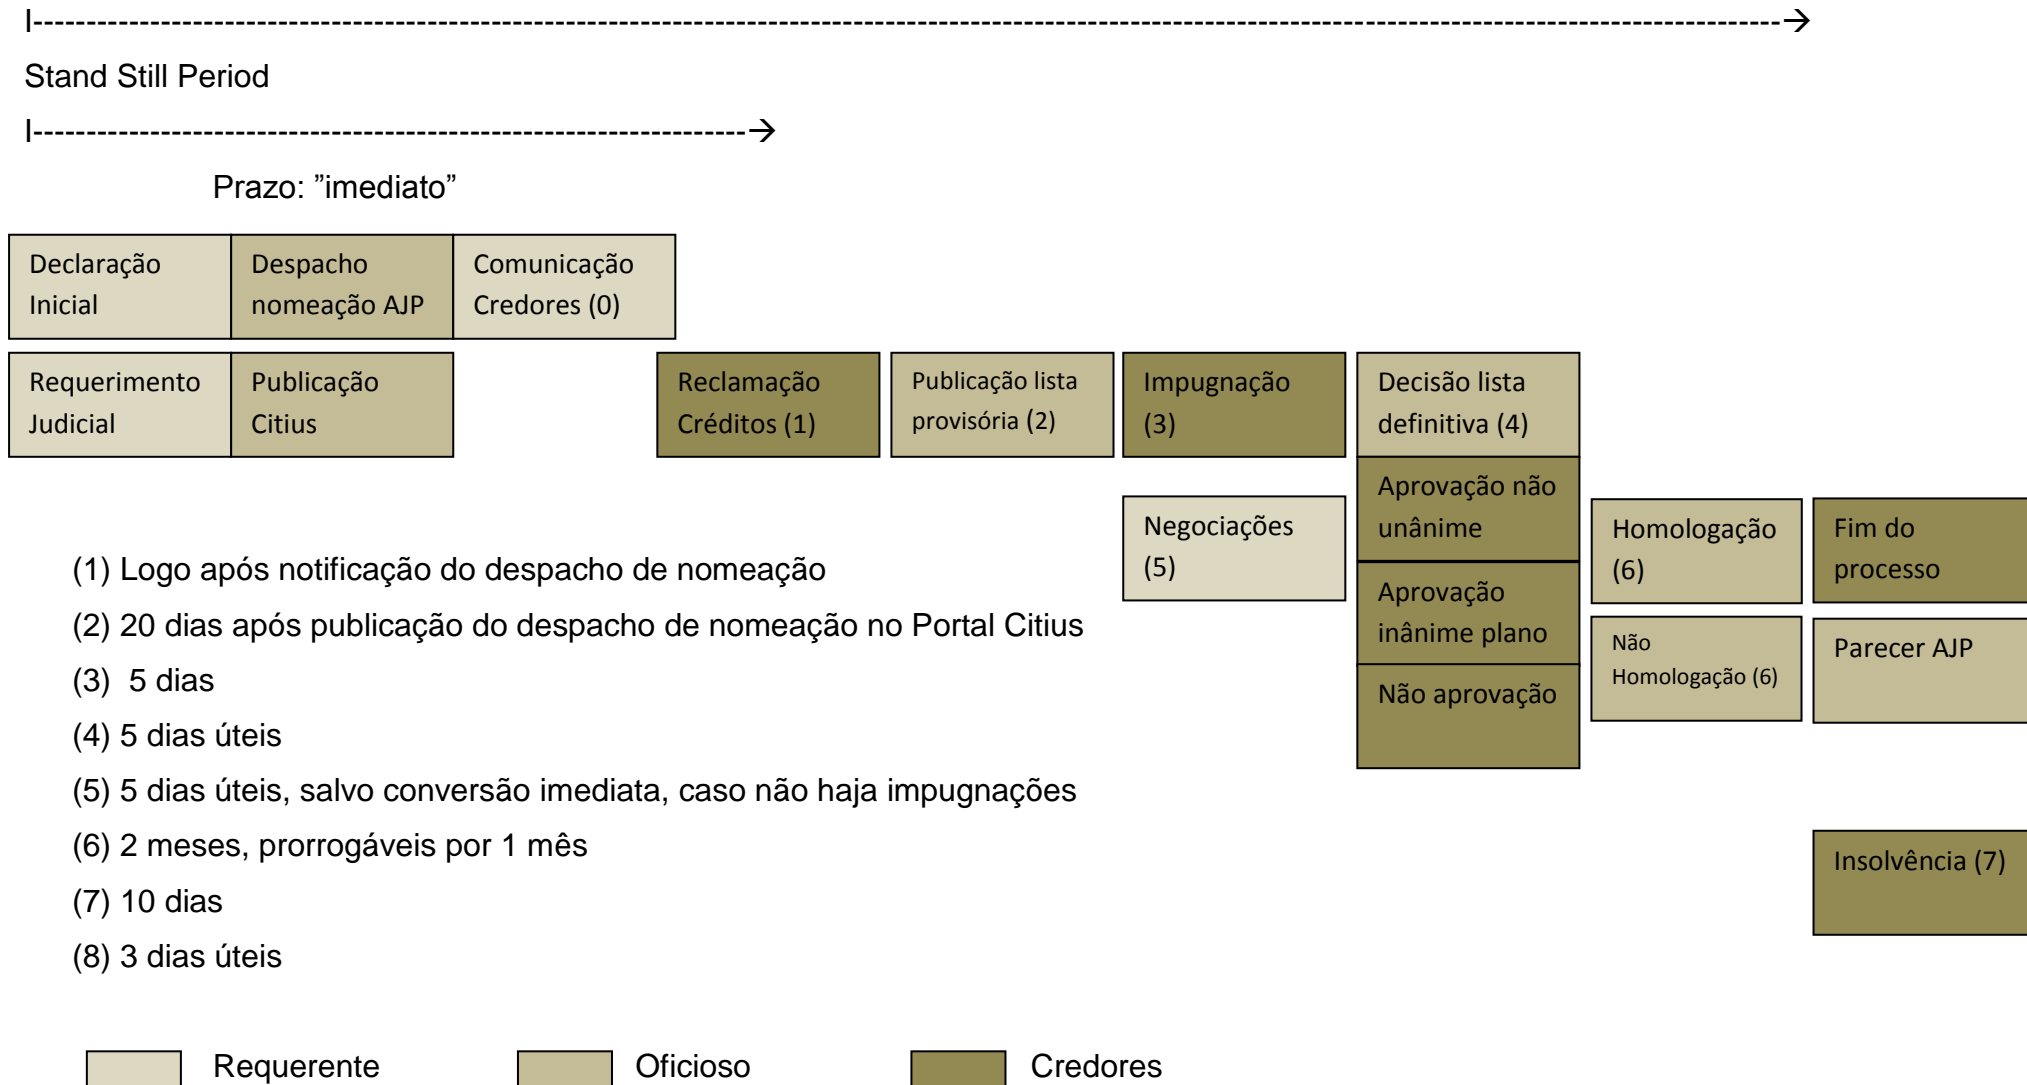 |------------------------------------------------------------------------------------------------------------------------------------------------→
Stand Still Period
|-------------------------------------------------------------------→
Prazo: ”imediato”
Declaração
Inicial
Despacho
nomeação AJP
Comunicação
Credores (0)
Requerimento
Judicial
Publicação
Citius
Reclamação
Créditos (1)
Publicação lista
provisória (2)
Impugnação
(3)
Decisão lista
definitiva (4)
Aprovação não
unânime
Aprovação
inânime plano
Não aprovação
Negociações
(5)
Homologação
(6)
Fim do
processo
Não
Homologação (6)
Parecer AJP
Insolvência (7)
(1) Logo após notificação do despacho de nomeação
(2) 20 dias após publicação do despacho de nomeação no Portal Citius
(3) 5 dias
(4) 5 dias úteis
(5) 5 dias úteis, salvo conversão imediata, caso não haja impugnações
(6) 2 meses, prorrogáveis por 1 mês
(7) 10 dias
(8) 3 dias úteis
Requerente
Oficioso
Credores